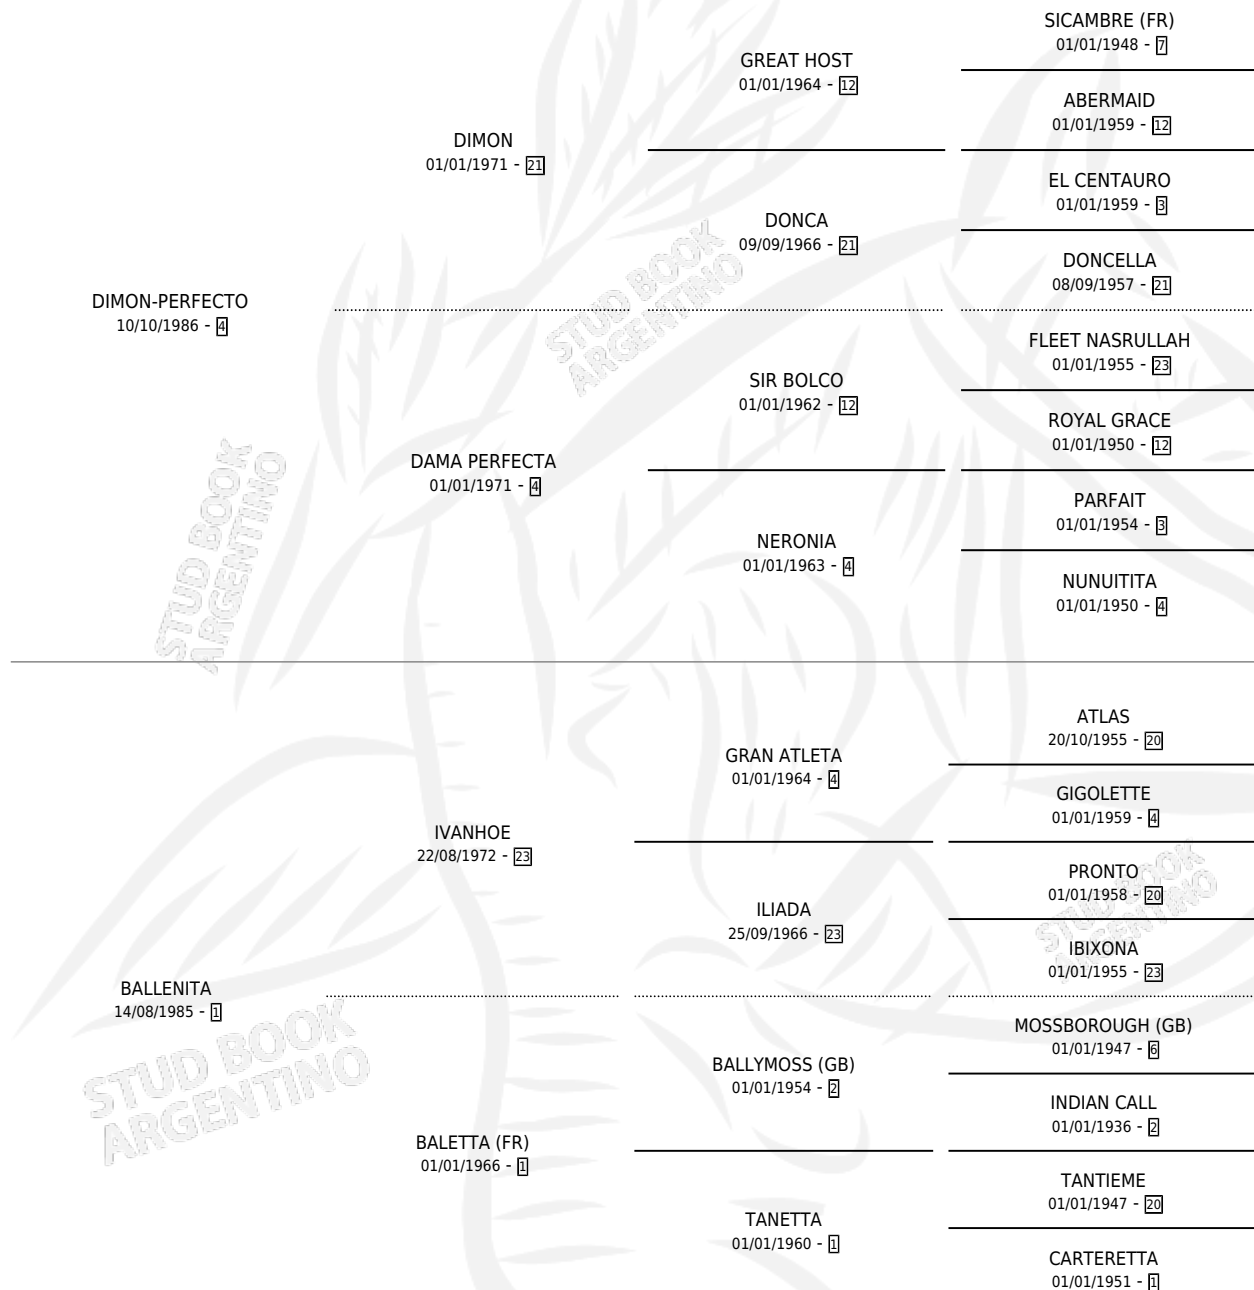 SICAMBRE (FR)
01/01/1948 - 7
GREAT HOST
01/01/1964 - 12
ABERMAID
01/01/1959 - 12
DIMON
01/01/1971 - 21
EL CENTAURO
01/01/1959 - 3
DONCA
09/09/1966 - 21
DONCELLA
08/09/1957 - 21
DIMON-PERFECTO
10/10/1986 - 4
FLEET NASRULLAH
01/01/1955 - 23
SIR BOLCO
01/01/1962 - 12
ROYAL GRACE
01/01/1950 - 12
DAMA PERFECTA
01/01/1971 - 4
PARFAIT
01/01/1954 - 3
NERONIA
01/01/1963 - 4
NUNUITITA
01/01/1950 - 4
ATLAS
20/10/1955 - 20
GRAN ATLETA
01/01/1964 - 4
GIGOLETTE
01/01/1959 - 4
IVANHOE
22/08/1972 - 23
PRONTO
01/01/1958 - 20
ILIADA
25/09/1966 - 23
IBIXONA
01/01/1955 - 23
BALLENITA
14/08/1985 - 1
MOSSBOROUGH (GB)
01/01/1947 - 6
BALLYMOSS (GB)
01/01/1954 - 2
INDIAN CALL
01/01/1936 - 2
BALETTA (FR)
01/01/1966 - 1
TANTIEME
01/01/1947 - 20
TANETTA
01/01/1960 - 1
CARTERETTA
01/01/1951 - 1
STUD BOOK
ARGENTINO
STUD BOOK
ARGENTINO
STUD BOOK
ARGENTINO
STUD BOOK
ARGENTINO